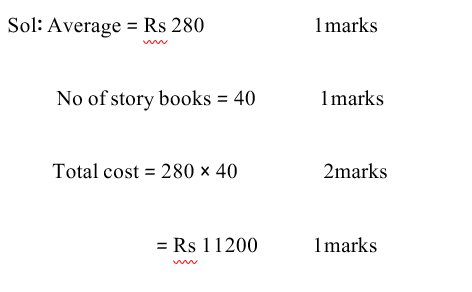 Sol: Average = Rs 280 1marks
No of story books = 40 1marks
Total cost = 280 × 40 2marks
= Rs 11200 1marks